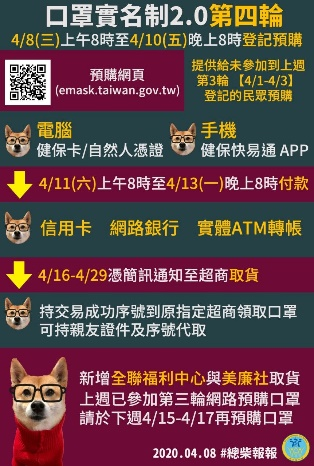 口罩實名制2.0第四輪
4/8(三)上午8時至4/10(五)晚上8時登記預購
預購網頁
(emask.taiwan.gov.tw)
提供給未參加到上週
第3輪 【4/1-4/3】
登記的民眾預購
電腦
健保卡/自然人憑證
手機
健保快易通 APP
4/11(六)上午8時至4/13(一)晚上8時付款
信用卡 網路銀行 實體ATM轉帳
4/16-4/29憑簡訊通知至超商取貨
持交易成功序號到原指定超商領取口罩
可持親友證件及序號代取
新增全聯福利中心與美廉社取貨
上週已參加第三輪網路預購口罩
請於下週4/15-4/17再預購口罩
2020.04.08 #總柴報報